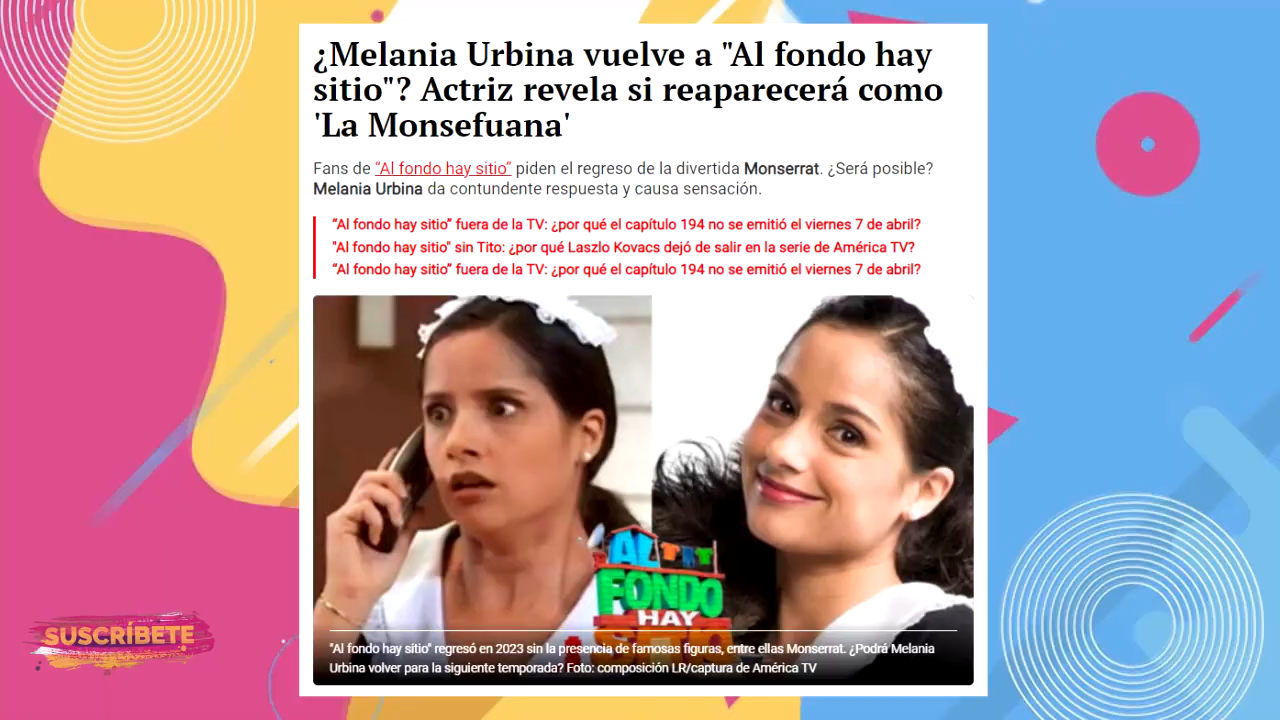 ¿Melania Urbina vuelve a "Al fondo hay
sitio"? Actriz revela si reaparecerá como
'La Monsefuana'
Fans de “Al fondo hay sitio” piden el regreso de la divertida Monserrat. ¿Será posible?
Melania Urbina da contundente respuesta y causa sensación.
“Al fondo hay sitio” fuera de la TV: ¿por qué el capítulo 194 no se emitió el viernes 7 de abril?
"Al fondo hay sitio" sin Tito: ¿por qué Laszlo Kovacs dejó de salir en la serie de América TV?
“Al fondo hay sitio” fuera de la TV: ¿por qué el capítulo 194 no se emitió el viernes 7 de abril?
AL
FONDO
HAY
SITIO
SUSCRÍBETE
"Al fondo hay sitio" regresó en 2023 sin la presencia de famosas figuras, entre ellas Monserrat. ¿Podrá Melania
Urbina volver para la siguiente temporada? Foto: composición LR/captura de América TV